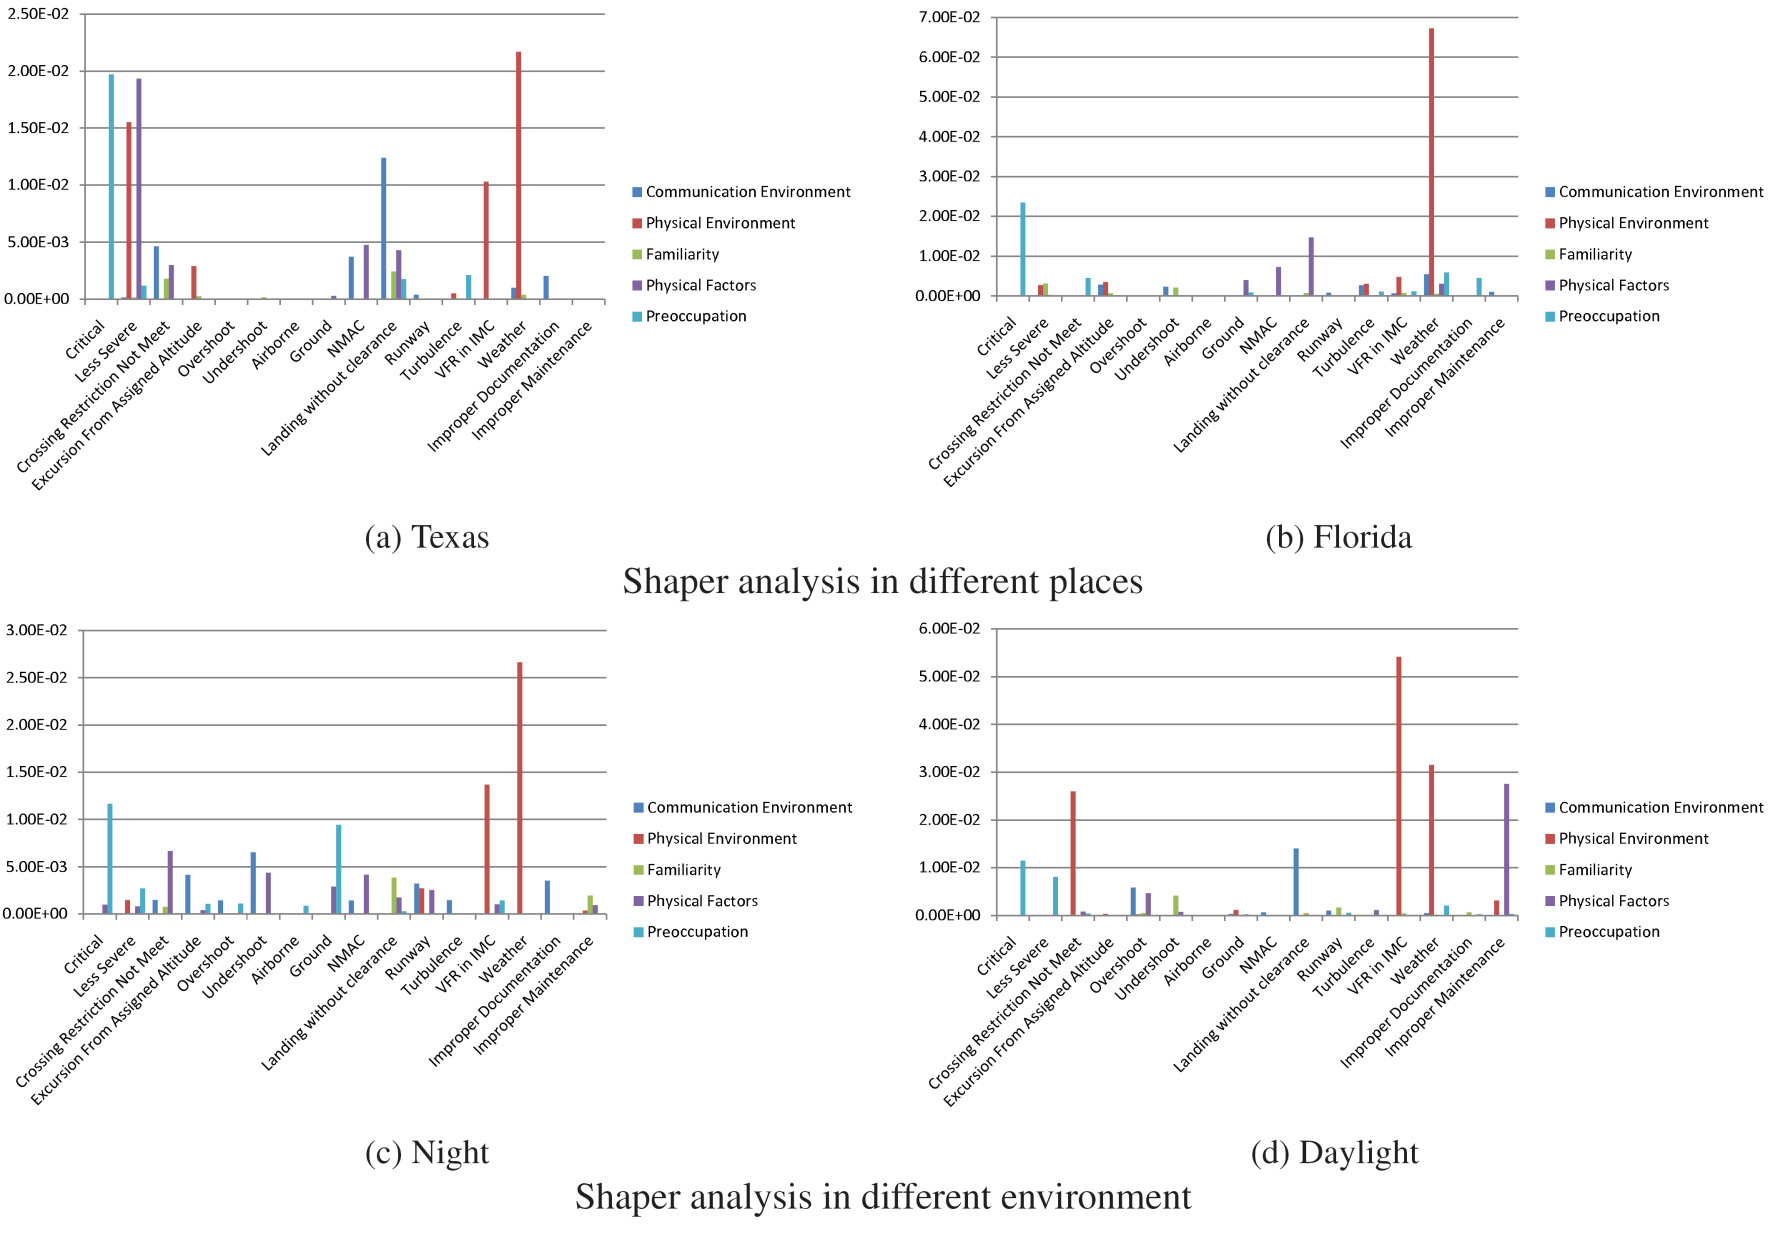 2.50E-02
2.00E-02
1.50E-02
1.00E-02
5.00E-03
0.00E+00
Critical
Less Severe
Crossing Restriction Not Meet
Excursion From Assigned Altitude
Overshoot
Undershoot
Airborne
Ground
NMAC
Landing without clearance
Runway
Turbulence
VFR in IMC
Weather
Improper Documentation
Improper Maintenance
Communication Environment
Physical Environment
Familiarity
Physical Factors
Preoccupation
(a) Texas
7.00E-02
6.00E-02
5.00E-02
4.00E-02
3.00E-02
2.00E-02
1.00E-02
0.00E+00
Critical
Less Severe
Crossing Restriction Not Meet
Excursion From Assigned Altitude
Overshoot
Undershoot
Airborne
Ground
NMAC
Landing without clearance
Runway
Turbulence
VFR in IMC
Weather
Improper Documentation
Improper Maintenance
Communication Environment
Physical Environment
Familiarity
Physical Factors
Preoccupation
(b) Florida
Shaper analysis in different places
3.00E-02
2.50E-02
2.00E-02
1.50E-02
1.00E-02
5.00E-03
0.00E+00
Critical
Less Severe
Crossing Restriction Not Meet
Excursion From Assigned Altitude
Overshoot
Undershoot
Airborne
Ground
NMAC
Landing without clearance
Runway
Turbulence
VFR in IMC
Weather
Improper Documentation
Improper Maintenance
Communication Environment
Physical Environment
Familiarity
Physical Factors
Preoccupation
(c) Night
6.00E-02
5.00E-02
4.00E-02
3.00E-02
2.00E-02
1.00E-02
0.00E+00
Critical
Less Severe
Crossing Restriction Not Meet
Excursion From Assigned Altitude
Overshoot
Undershoot
Airborne
Ground
NMAC
Landing without clearance
Runway
Turbulence
VFR in IMC
Weather
Improper Documentation
Improper Maintenance
Communication Environment
Physical Environment
Familiarity
Physical Factors
Preoccupation
(d) Daylight
Shaper analysis in different environment